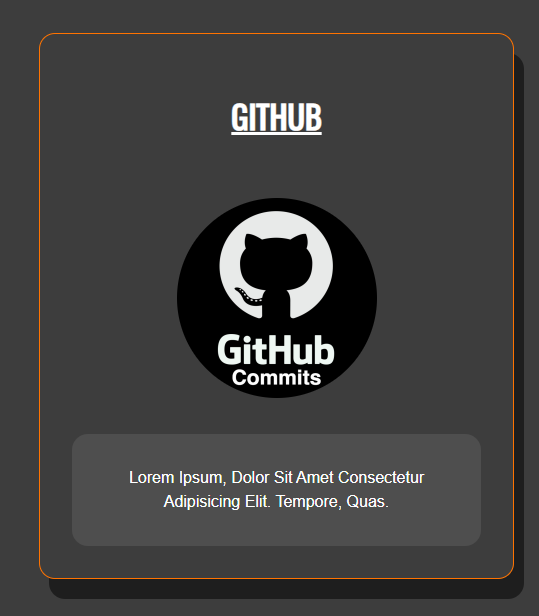 GITHUB
GitHub
Commits
Lorem Ipsum, Dolor Sit Amet Consectetur
Adipisicing Elit. Tempore, Quas.